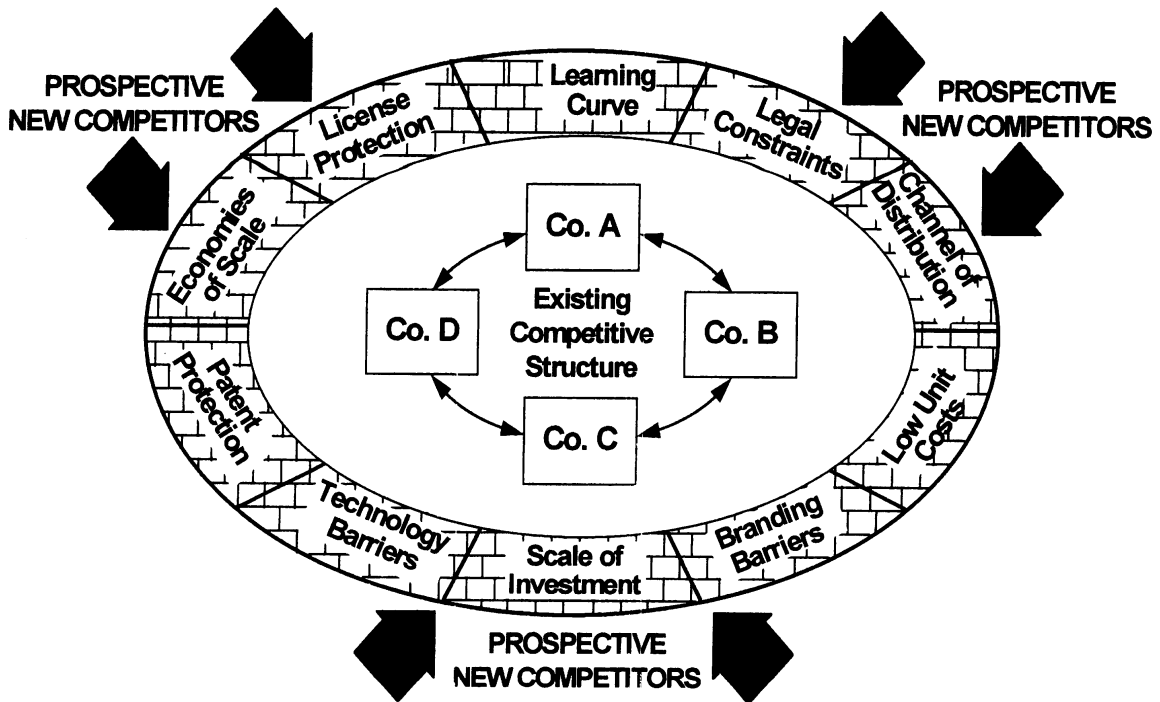 PROSPECTIVE
NEW COMPETITORS
PROSPECTIVE
NEW COMPETITORS
License
Protection
Learning
Curve
Legal
Constraints
Economies
of Scale
Channel of
Distribution
Co. A
Co. D
Existing
Competitive
Structure
Co. B
Co. C
Patent
Protection
Low Unit
Costs
Technology
Barriers
Scale of
Investment
Branding
Barriers
PROSPECTIVE
NEW COMPETITORS